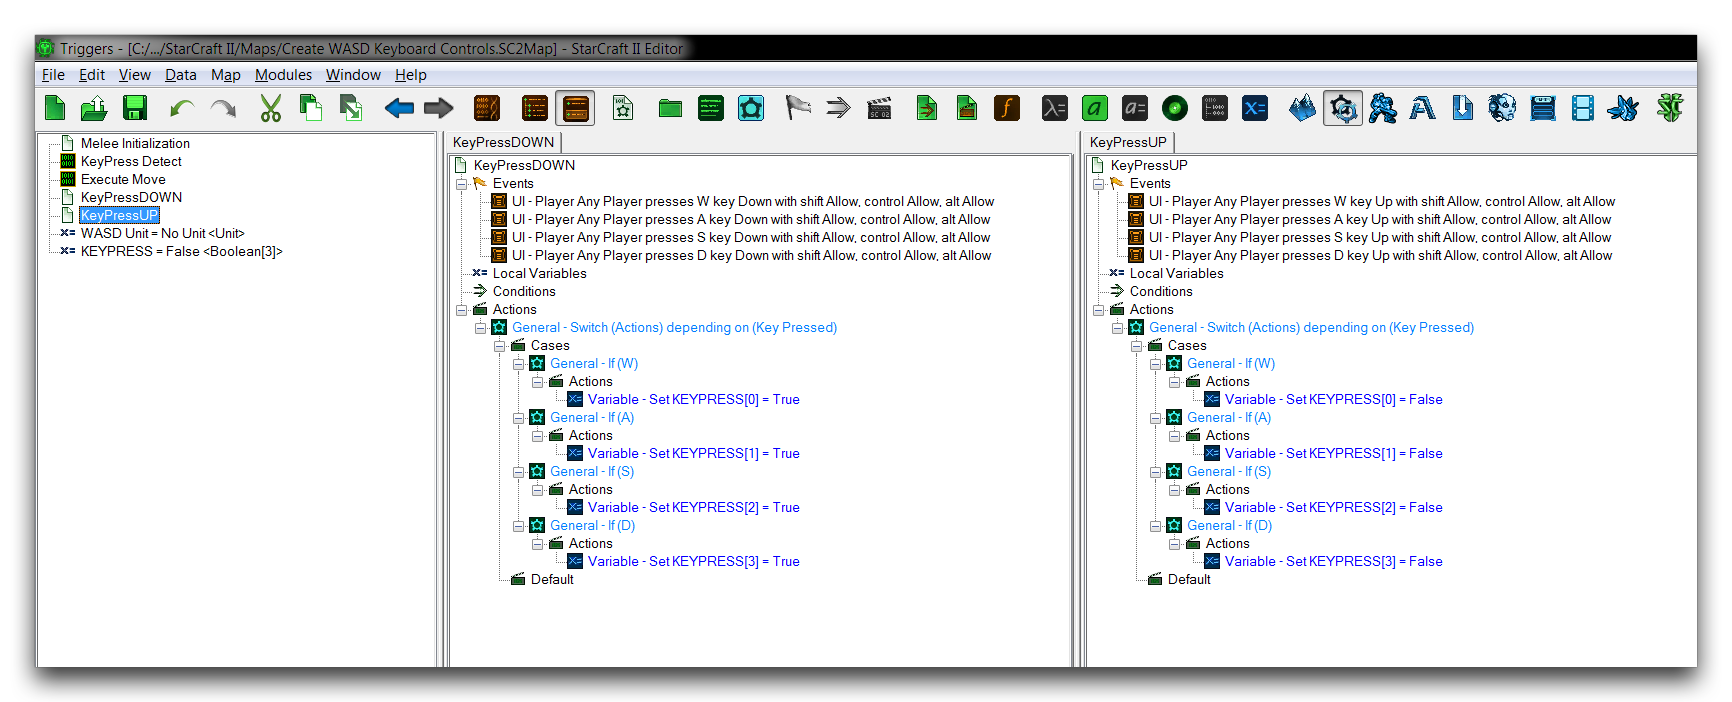 Triggers - [C:/.../StarCraft II/Maps/Create WASD Keyboard Controls.SC2Map] - StarCraft II Editor
File Edit View Data Map Modules Window Help
Melee Initialization
KeyPress Detect
Execute Move
KeyPressDOWN
KeyPressUP
WASD Unit = No Unit <Unit>
KEYPRESS = False <Boolean[3]>
KeyPressDOWN
KeyPressDOWN
Events
UI - Player Any Player presses W key Down with shift Allow, control Allow, alt Allow
UI - Player Any Player presses A key Down with shift Allow, control Allow, alt Allow
UI - Player Any Player presses S key Down with shift Allow, control Allow, alt Allow
UI - Player Any Player presses D key Down with shift Allow, control Allow, alt Allow
Local Variables
Conditions
Actions
General - Switch (Actions) depending on (Key Pressed)
Cases
General - If (W)
Actions
Variable - Set KEYPRESS[0] = True
General - If (A)
Actions
Variable - Set KEYPRESS[1] = True
General - If (S)
Actions
Variable - Set KEYPRESS[2] = True
General - If (D)
Actions
Variable - Set KEYPRESS[3] = True
Default
KeyPressUP
KeyPressUP
Events
UI - Player Any Player presses W key Up with shift Allow, control Allow, alt Allow
UI - Player Any Player presses A key Up with shift Allow, control Allow, alt Allow
UI - Player Any Player presses S key Up with shift Allow, control Allow, alt Allow
UI - Player Any Player presses D key Up with shift Allow, control Allow, alt Allow
Local Variables
Conditions
Actions
General - Switch (Actions) depending on (Key Pressed)
Cases
General - If (W)
Actions
Variable - Set KEYPRESS[0] = False
General - If (A)
Actions
Variable - Set KEYPRESS[1] = False
General - If (S)
Actions
Variable - Set KEYPRESS[2] = False
General - If (D)
Actions
Variable - Set KEYPRESS[3] = False
Default